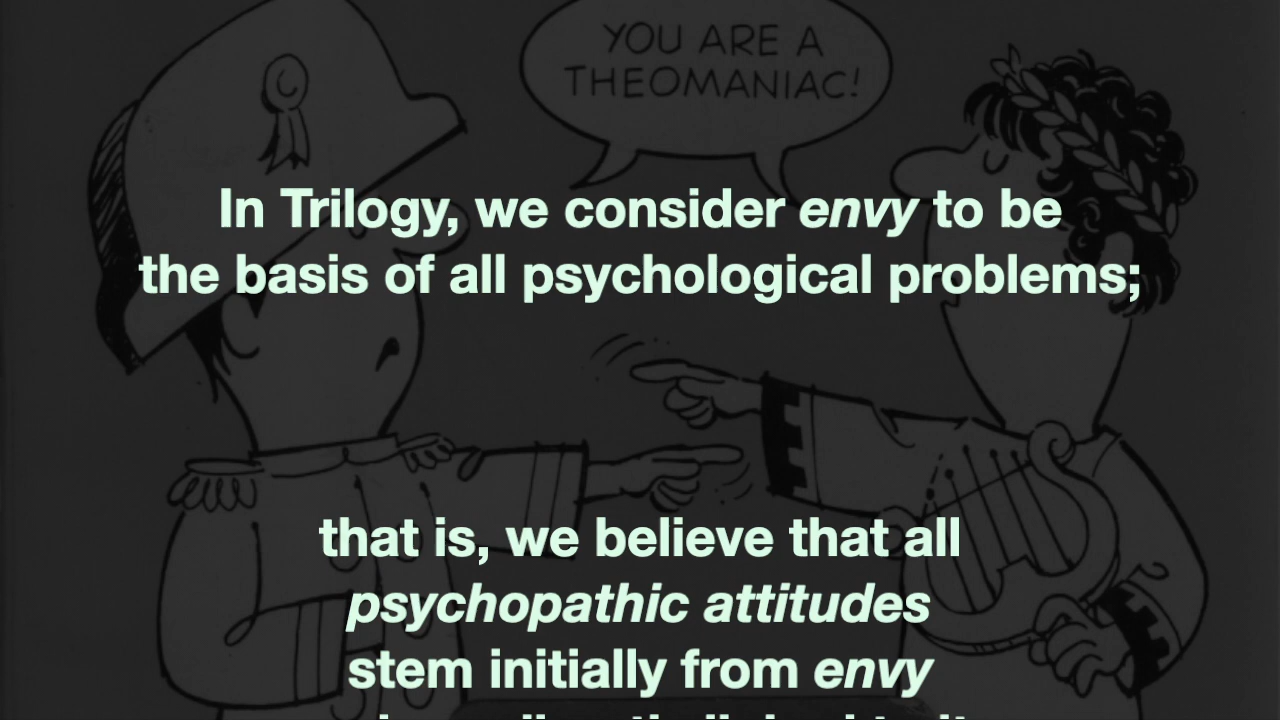 YOU ARE A
THEOMANIAC!
In Trilogy, we consider envy to be
the basis of all psychological problems;
that is, we believe that all
psychopathic attitudes
stem initially from envy